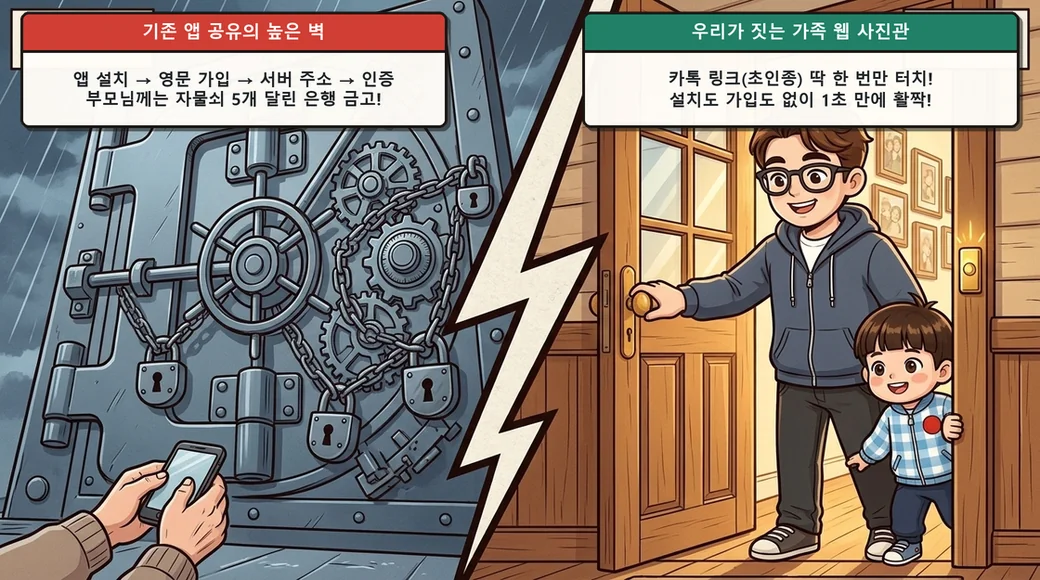 기존 앱 공유의 높은 벽
앱 설치 → 영문 가입 → 서버 주소 → 인증
부모님께는 자물쇠 5개 달린 은행 금고!
우리가 짓는 가족 웹 사진관
카톡 링크(초인종) 딱 한 번만 터치!
설치도 가입도 없이 1초 만에 활짝!